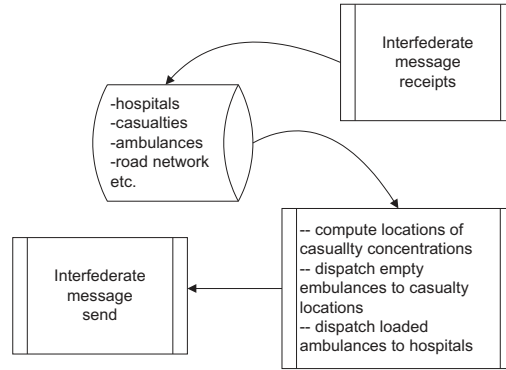 Interfederate
message
receipts
-hospitals
-casualties
-ambulances
-road network
etc.
-- compute locations of
casuallty concentrations
-- dispatch empty
embulances to casualty
locations
-- dispatch loaded
ambulances to hospitals
Interfederate
message
send